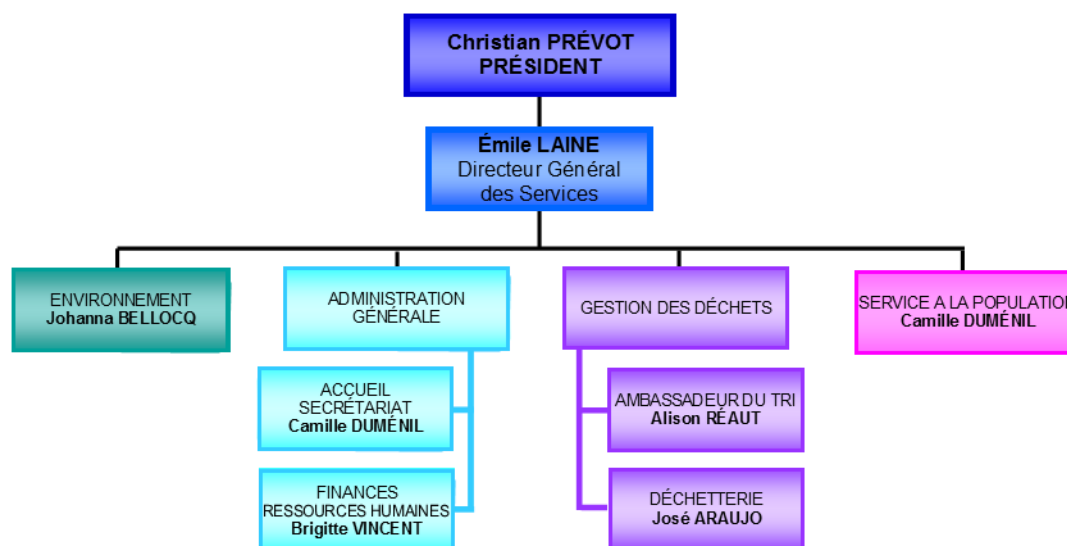 Christian PRÉVOT
PRÉSIDENT
Émile LAINE
Directeur Général
des Services
ENVIRONNEMENT
Johanna BELLOCQ
ADMINISTRATION
GÉNÉRALE
GESTION DES DÉCHETS
SERVICE A LA POPULATION
Camille DUMÉNIL
ACCUEIL
SECRÉTARIAT
Camille DUMÉNIL
AMBASSADEUR DU TRI
Alison RÉAUT
FINANCES
RESSOURCES HUMAINES
Brigitte VINCENT
DÉCHETTERIE
José ARAUJO